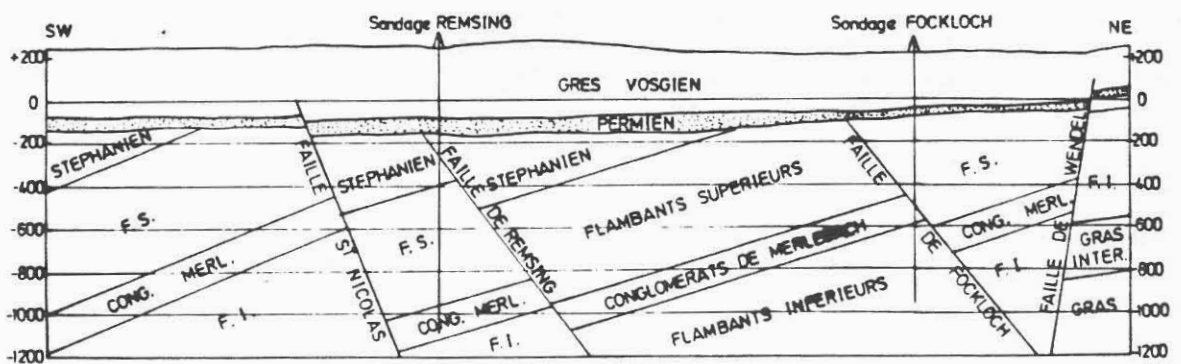 SW
Sondage REMSING
Sondage FOCKLOCH
NE
+200
+200
GRES VOSGIEN
0
0
PERMIEN
-200
-200
STEPHANIEN
STEPHANIEN
STEPHANIEN
FAILLE ST NICOLAS
FAILLE DE REMSING
FAILLE DE FOCKLOCH
FAILLE DE WENDEL
-400
-400
F.S.
F.S.
FLAMBANTS SUPERIEURS
F.S.
F.I.
-600
600
CONG. MERL.
CONG. MERL.
CONGLOMERATS DE MERLEBACH
CONG. MERL.
GRAS INTER.
-800
800
F.I.
F.I.
FLAMBANTS INFERIEURS
F.I.
GRAS
-1000
1000
-1200
1200